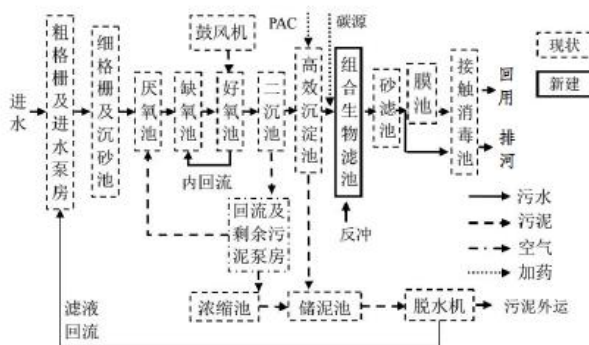 鼓风机
PAC
碳源
进水
粗格栅及进水泵房
细格栅及沉砂池
厌氧池
缺氧池
好氧池
二沉池
高效沉淀池
组合生物滤池
砂滤池
膜池
接触消毒池
回用
排河
现状
新建
内回流
回流及
剩余污
泥泵房
反冲
污水
污泥
空气
加药
滤液
回流
浓缩池
储泥池
脱水机
污泥外运